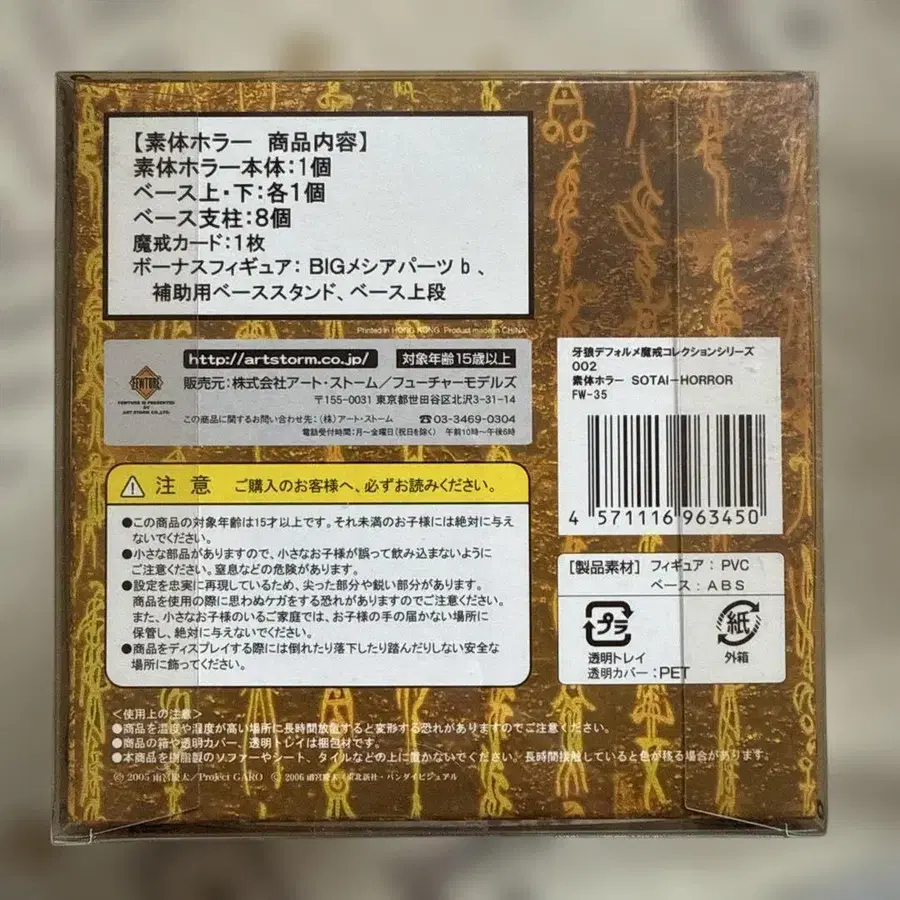 【素体ホラー 商品内容】
素体ホラー本体：1個
ベース上・下：各1個
ベース支柱：8個
魔戒カード：1枚
ボーナスフィギュア： BIGメシアパーツ b 、
補助用ベーススタンド、ベース上段
Printed in HONG KONG. Product made in CHINA
FEWTURE
FEWTURE IS PRESENTED
BY
ART STORM CO.,LTD.
http://artstorm.co.jp/ 対象年齢15歳以上
販売元：株式会社アート・ストーム／フューチャーモデルズ
〒155-0031 東京都世田谷区北沢3-31-14
この商品に関するお問い合わせ先：（株）アート・ストーム ☎03-3469-0304
電話受付時間：月～金曜日（祝日を除く） 午前10時～午後6時
牙狼デフォルメ魔戒コレクションシリーズ
002
素体ホラー SOTAI-HORROR
FW-35
4 571116 963450
注 意 ご購入のお客様へ、必ずお読みください。
●この商品の対象年齢は15才以上です。それ未満のお子様には絶対に与え
ないでください。
●小さな部品がありますので、小さなお子様が誤って飲み込まないように
ご注意ください。窒息などの危険があります。
●設定を忠実に再現しているため、尖った部分や鋭い部分があります。
商品を使用の際に思わぬケガをする恐れがありますのでご注意ください。
また、小さなお子様のいるご家庭では、お子様の手の届かない場所に
保管し、絶対に与えないでください。
●商品をディスプレイする際には倒れたり落下したり踏んだりしない安全な
場所に飾ってください。
【製品素材】 フィギュア：PVC
ベース：ABS
プラ
透明トレイ
透明カバー：PET
紙
外箱
＜使用上の注意＞
●商品を温度や湿度が高い場所に長時間放置すると変形する恐れがありますのでご注意ください。
●商品の箱や透明カバー、透明トレイは梱包材です。
●本商品を樹脂製のソファーやシート、タイルなどの上に置かないでください。長時間接触していると色が移る場合があります。
© 2005 雨宮慶太／Project GARO © 2006 雨宮慶太／東北新社・バンダイビジュアル